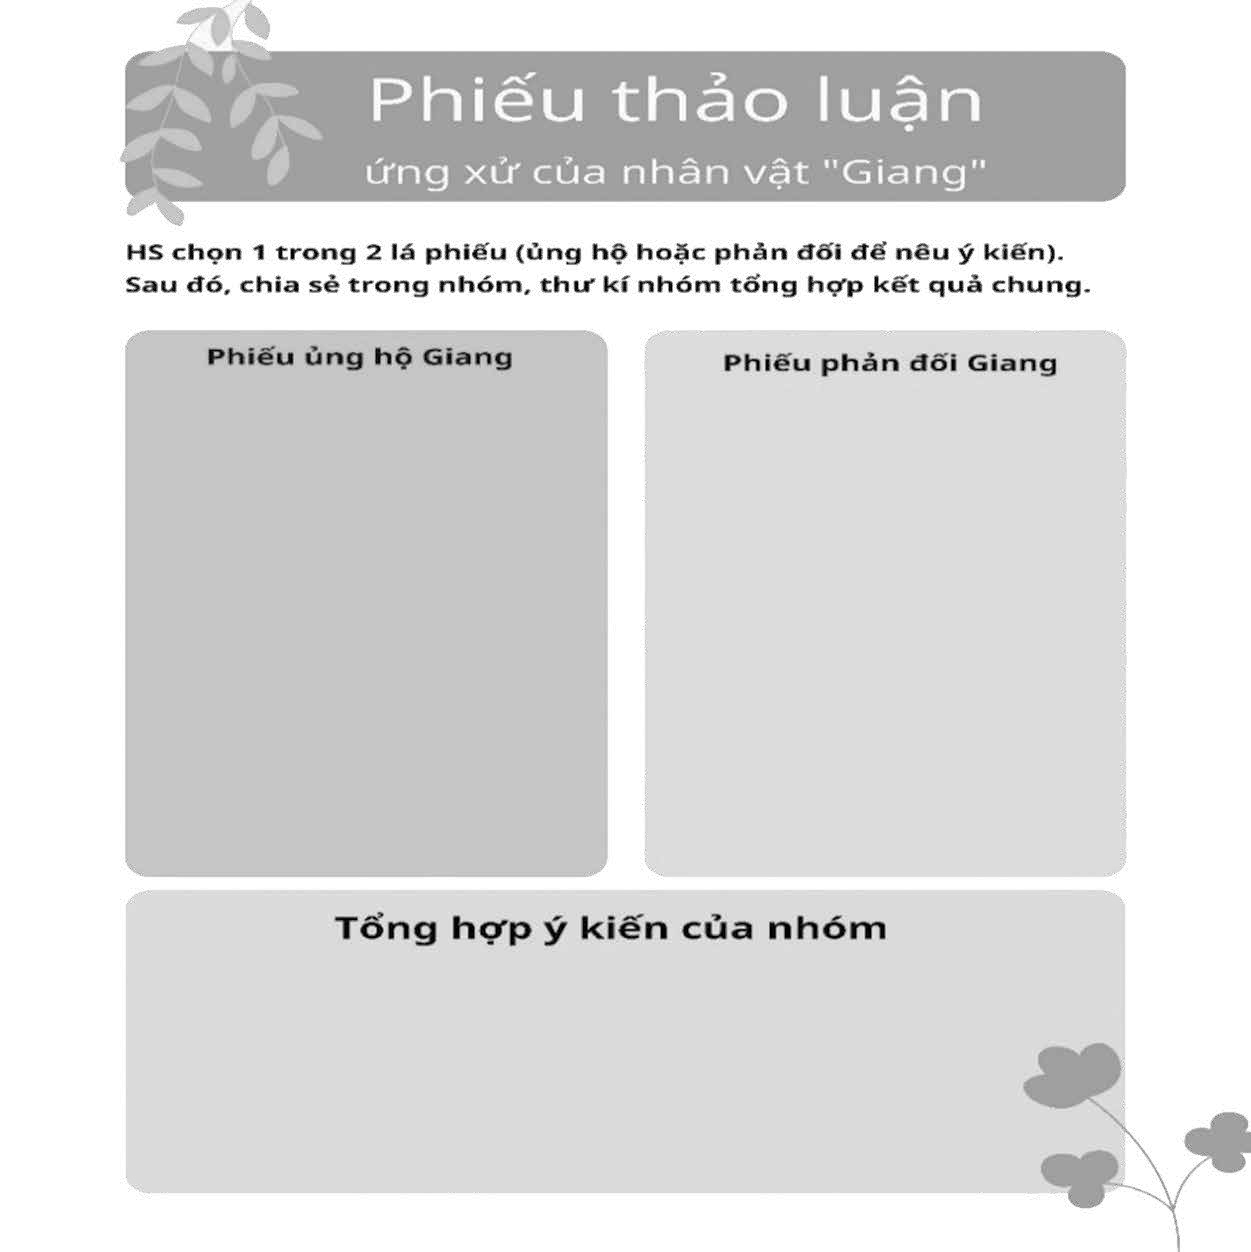 Phiếu thảo luận
ứng xử của nhân vật "Giang"
HS chọn 1 trong 2 lá phiếu (ủng hộ hoặc phản đối để nêu ý kiến).
Sau đó, chia sẻ trong nhóm, thư kí nhóm tổng hợp kết quả chung.
Phiếu ủng hộ Giang
Phiếu phản đối Giang
Tổng hợp ý kiến của nhóm